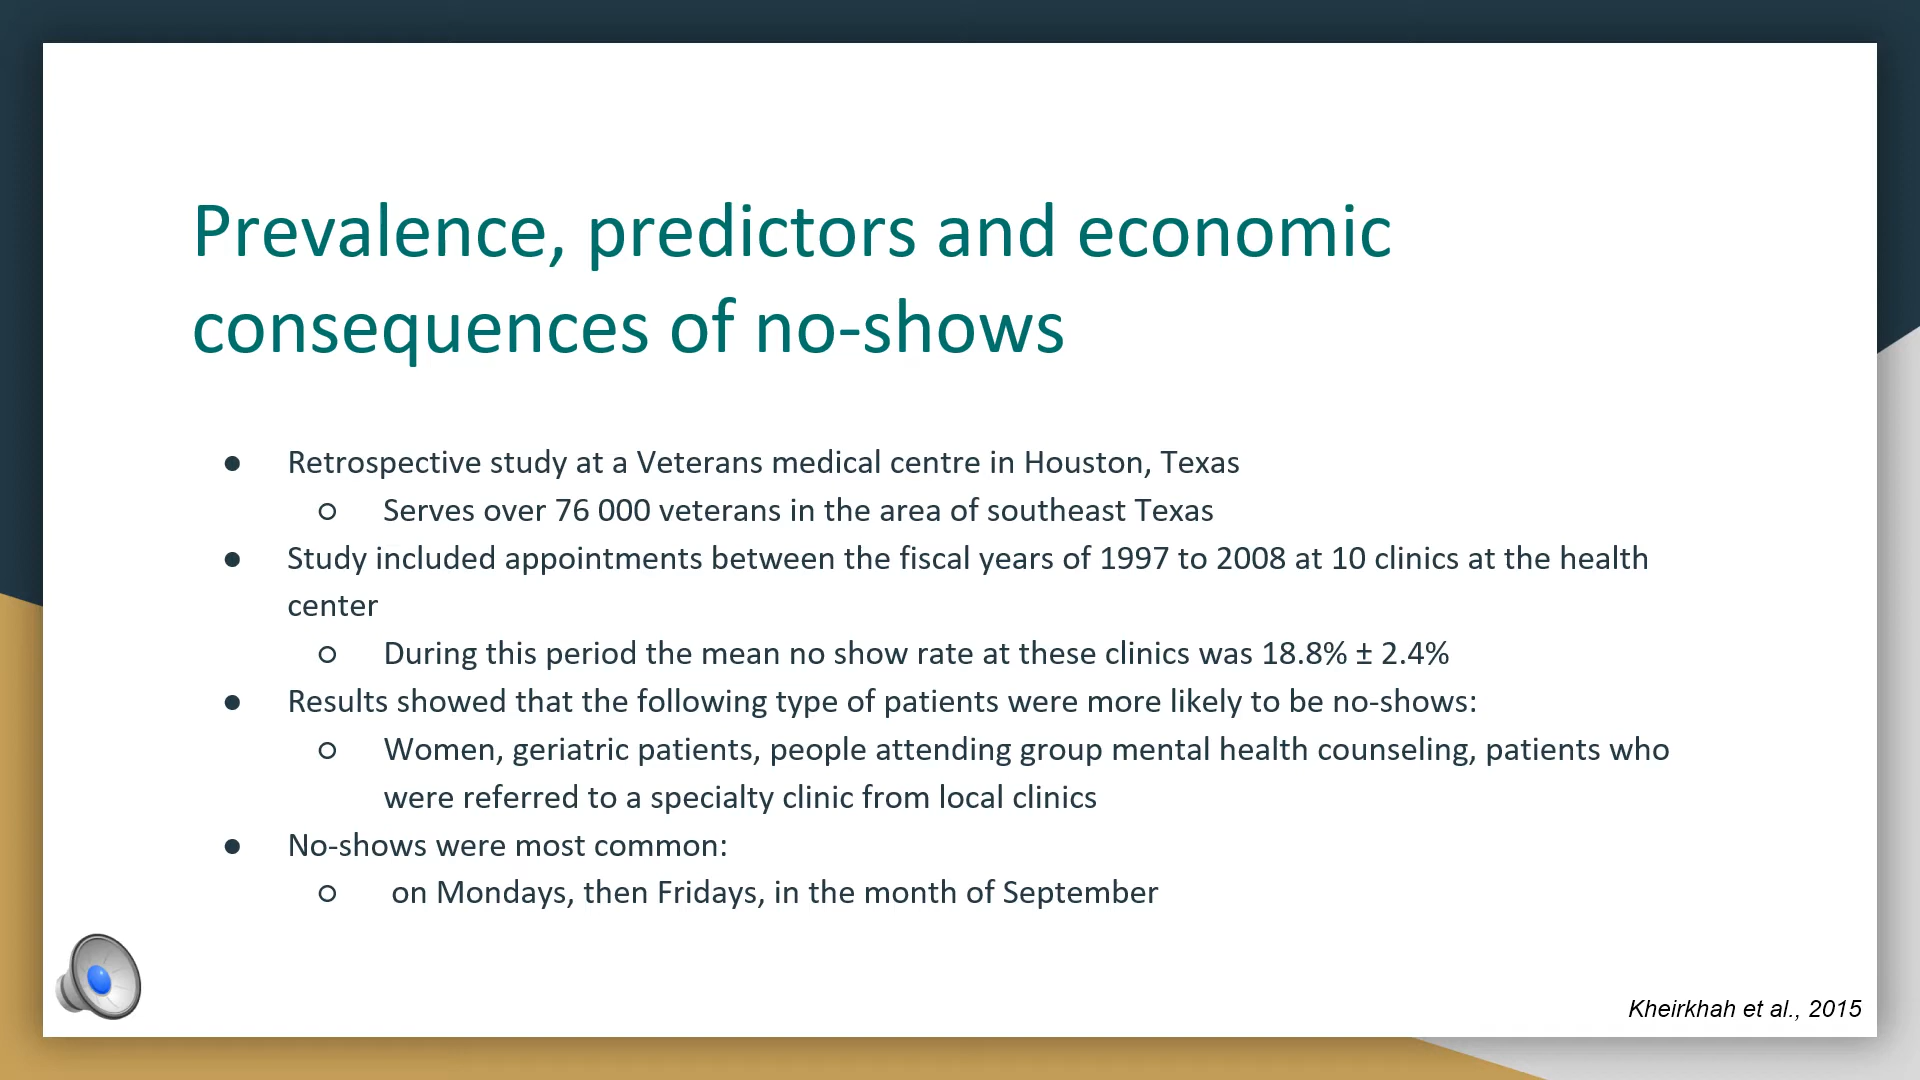 Prevalence, predictors and economic
consequences of no-shows
● Retrospective study at a Veterans medical centre in Houston, Texas
○ Serves over 76 000 veterans in the area of southeast Texas
● Study included appointments between the fiscal years of 1997 to 2008 at 10 clinics at the health
center
○ During this period the mean no show rate at these clinics was 18.8% ± 2.4%
● Results showed that the following type of patients were more likely to be no-shows:
○ Women, geriatric patients, people attending group mental health counseling, patients who
were referred to a specialty clinic from local clinics
● No-shows were most common:
○ on Mondays, then Fridays, in the month of September
Kheirkhah et al., 2015